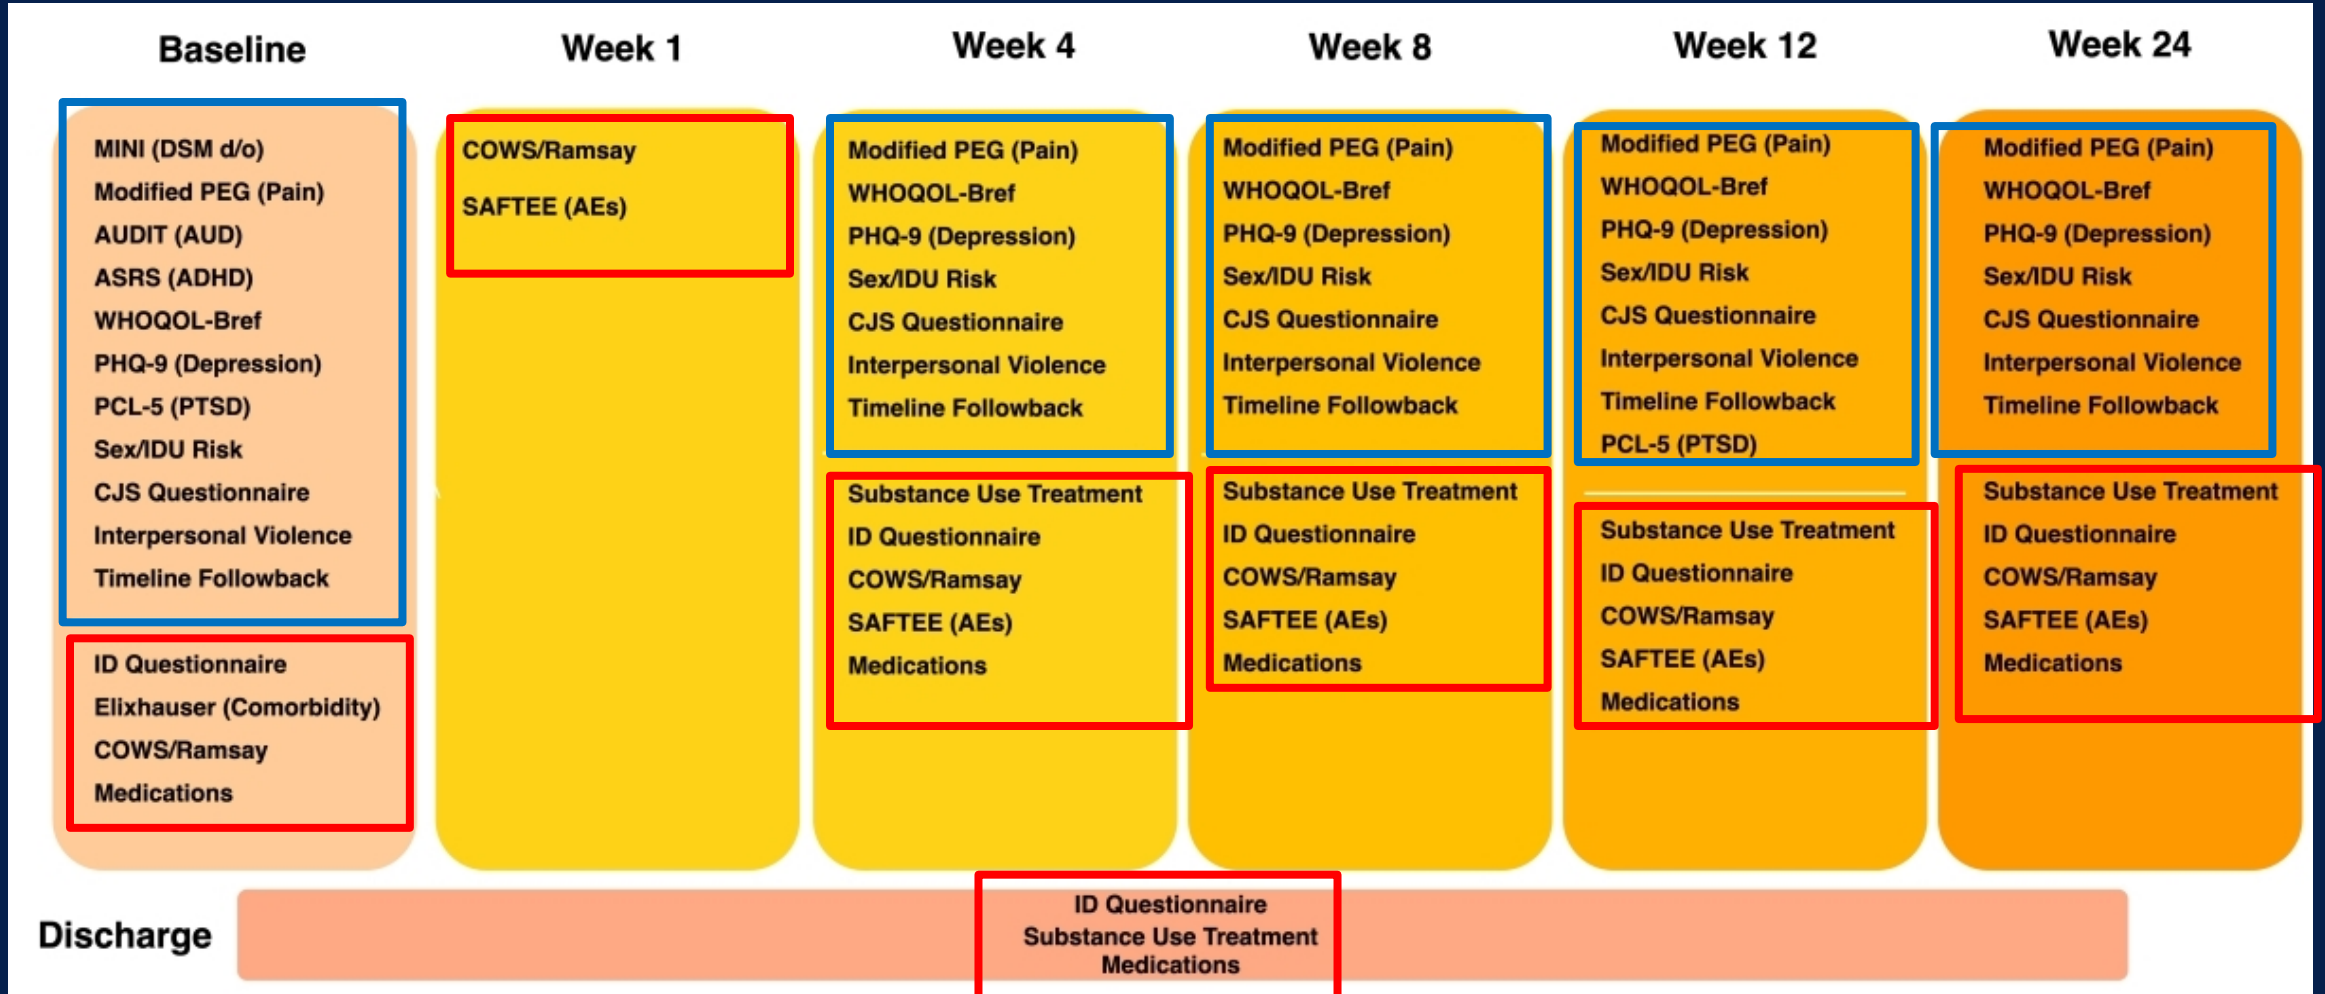 Baseline
MINI (DSM d/o)
Modified PEG (Pain)
AUDIT (AUD)
ASRS (ADHD)
WHOQOL-Bref
PHQ-9 (Depression)
PCL-5 (PTSD)
Sex/IDU Risk
CJS Questionnaire
Interpersonal Violence
Timeline Followback
ID Questionnaire
Elixhauser (Comorbidity)
COWS/Ramsay
Medications
Week 1
COWS/Ramsay
SAFTEE (AEs)
Week 4
Modified PEG (Pain)
WHOQOL-Bref
PHQ-9 (Depression)
Sex/IDU Risk
CJS Questionnaire
Interpersonal Violence
Timeline Followback
Substance Use Treatment
ID Questionnaire
COWS/Ramsay
SAFTEE (AEs)
Medications
Week 8
Modified PEG (Pain)
WHOQOL-Bref
PHQ-9 (Depression)
Sex/IDU Risk
CJS Questionnaire
Interpersonal Violence
Timeline Followback
Substance Use Treatment
ID Questionnaire
COWS/Ramsay
SAFTEE (AEs)
Medications
Week 12
Modified PEG (Pain)
WHOQOL-Bref
PHQ-9 (Depression)
Sex/IDU Risk
CJS Questionnaire
Interpersonal Violence
Timeline Followback
PCL-5 (PTSD)
Substance Use Treatment
ID Questionnaire
COWS/Ramsay
SAFTEE (AEs)
Medications
Week 24
Modified PEG (Pain)
WHOQOL-Bref
PHQ-9 (Depression)
Sex/IDU Risk
CJS Questionnaire
Interpersonal Violence
Timeline Followback
Substance Use Treatment
ID Questionnaire
COWS/Ramsay
SAFTEE (AEs)
Medications
Discharge
ID Questionnaire
Substance Use Treatment
Medications